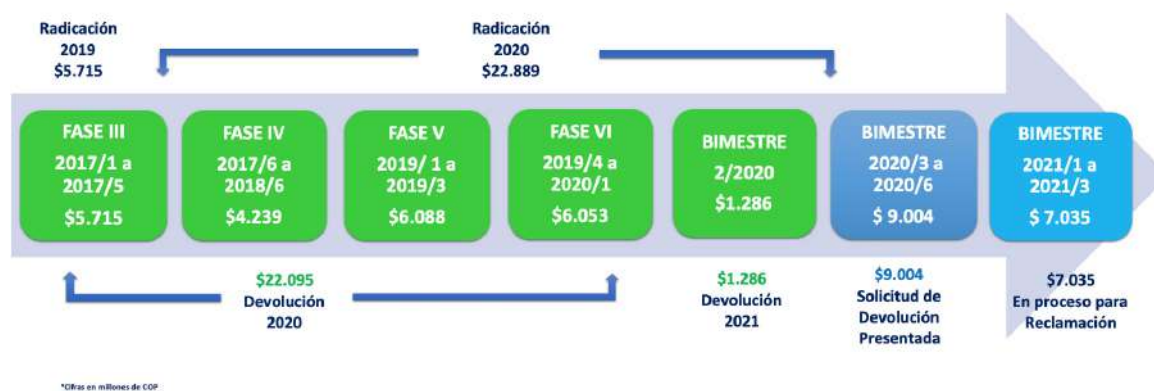 Radicación
2019
$5.715
Radicación
2020
$22.889
FASE III
2017/1 a
2017/5
$5.715
FASE IV
2017/6 a
2018/6
$4.239
FASE V
2019/ 1 a
2019/3
$6.088
FASE VI
2019/4 a
2020/1
$6.053
BIMESTRE
2/2020
$1.286
BIMESTRE
2020/3 a
2020/6
$ 9.004
BIMESTRE
2021/1 a
2021/3
$ 7.035
$22.095
Devolución
2020
$1.286
Devolución
2021
$9.004
Solicitud de
Devolución
Presentada
$7.035
En proceso para
Reclamación
*Cifras en millones de COP